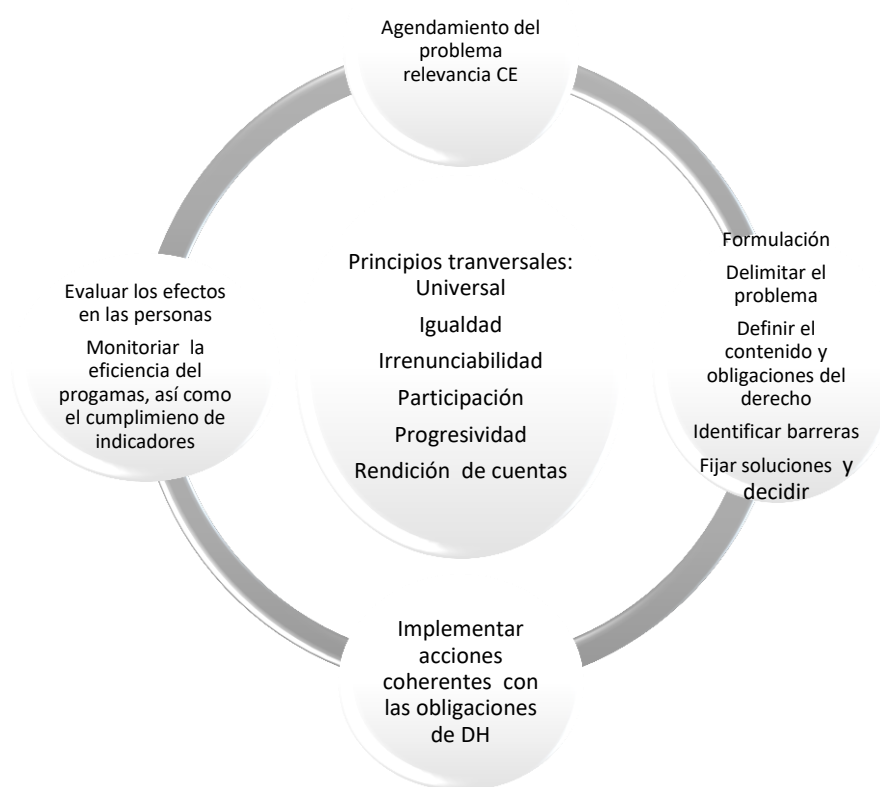 Agendamiento del
problema
relevancia CE
Formulación
Delimitar el
problema
Definir el
contenido y
obligaciones del
derecho
Identificar barreras
Fijar soluciones y
decidir
Principios tranversales:
Universal
Igualdad
Irrenunciabilidad
Participación
Progresividad
Rendición de cuentas
Evaluar los efectos
en las personas
Monitoriar la
eficiencia del
progamas, así como
el cumplimieno de
indicadores
Implementar
acciones
coherentes con
las obligaciones
de DH